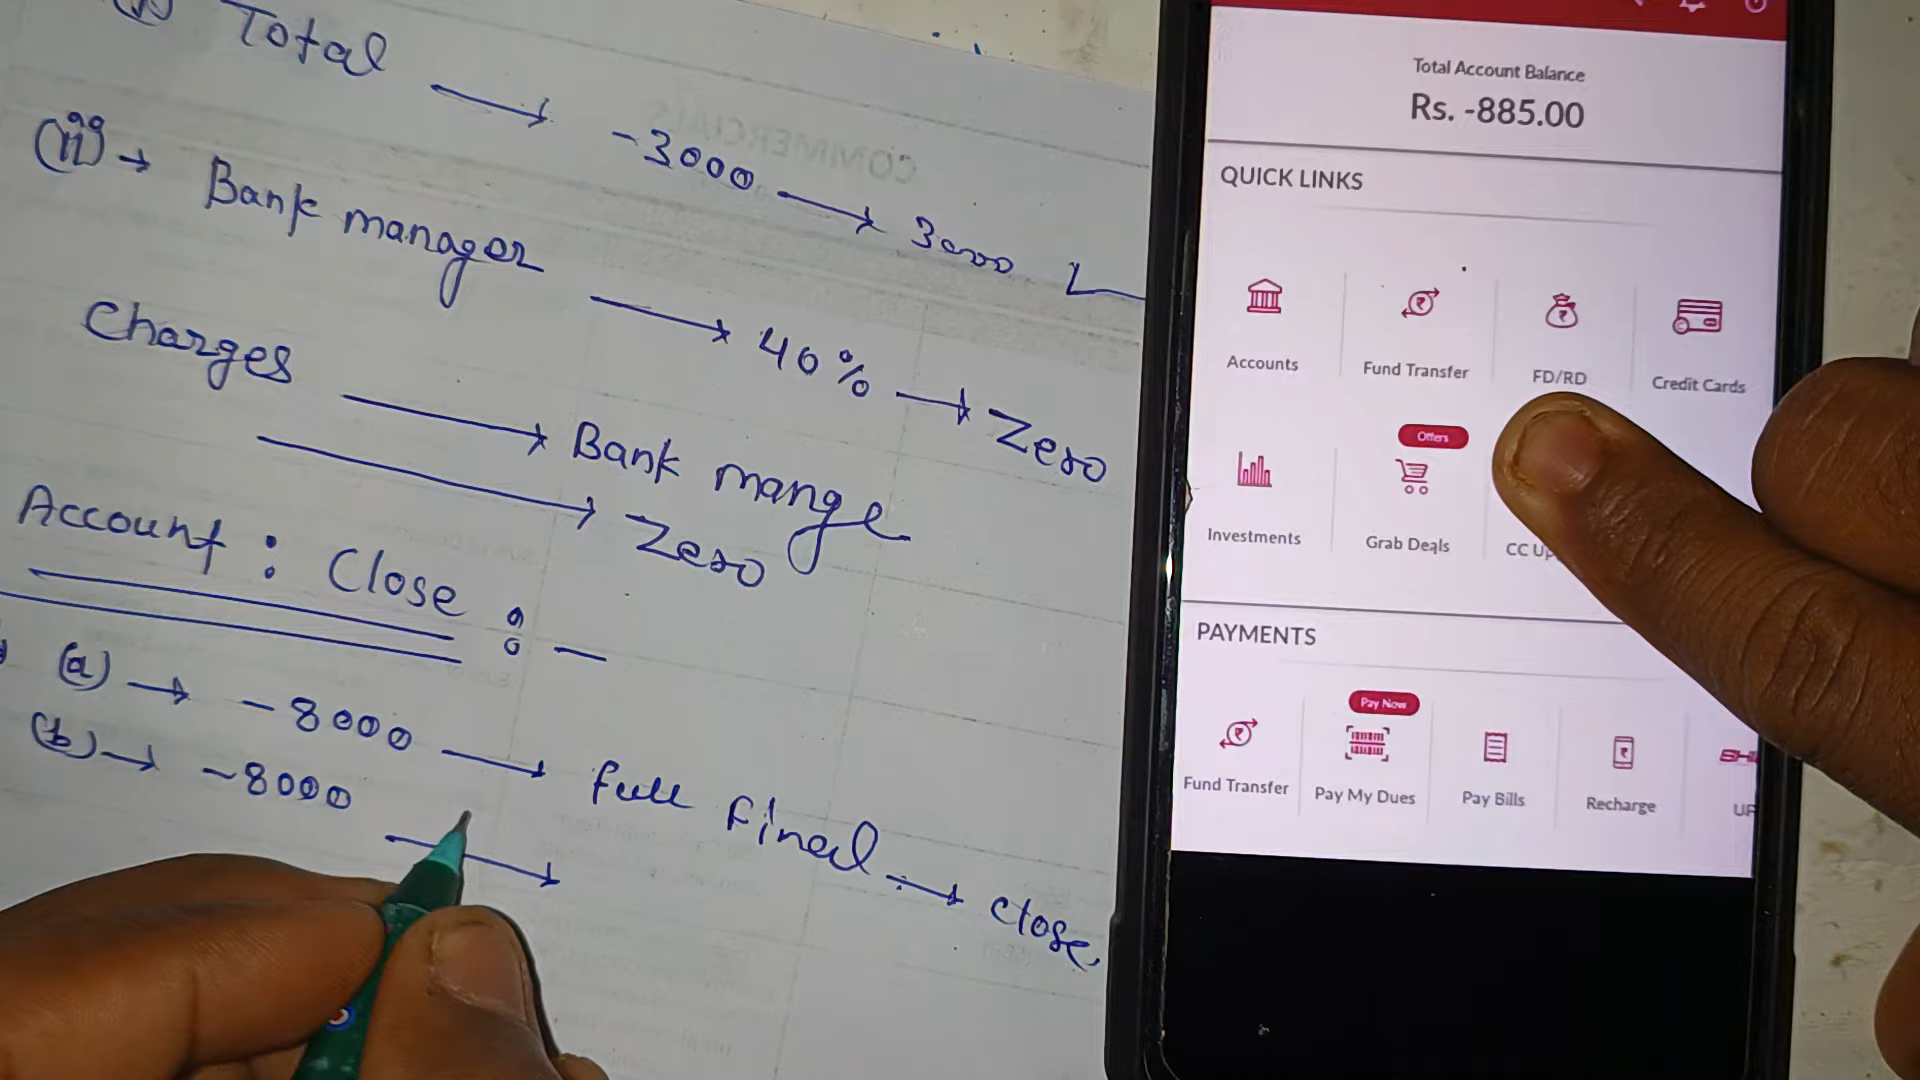 Total → -3000 → 3000
(ii) → Bank manager → 40% → Zero
Charges → Bank mange
→ Zero
Account : Close : —
(a) → -8000 → full final → close
(b) → -8000 →
COMMERCIALS
Total Account Balance
Rs. -885.00
QUICK LINKS
Accounts
Fund Transfer
FD/RD
Credit Cards
Offers
Investments
Grab Deals
CC
PAYMENTS
Pay Now
Fund Transfer
Pay My Dues
Pay Bills
Recharge